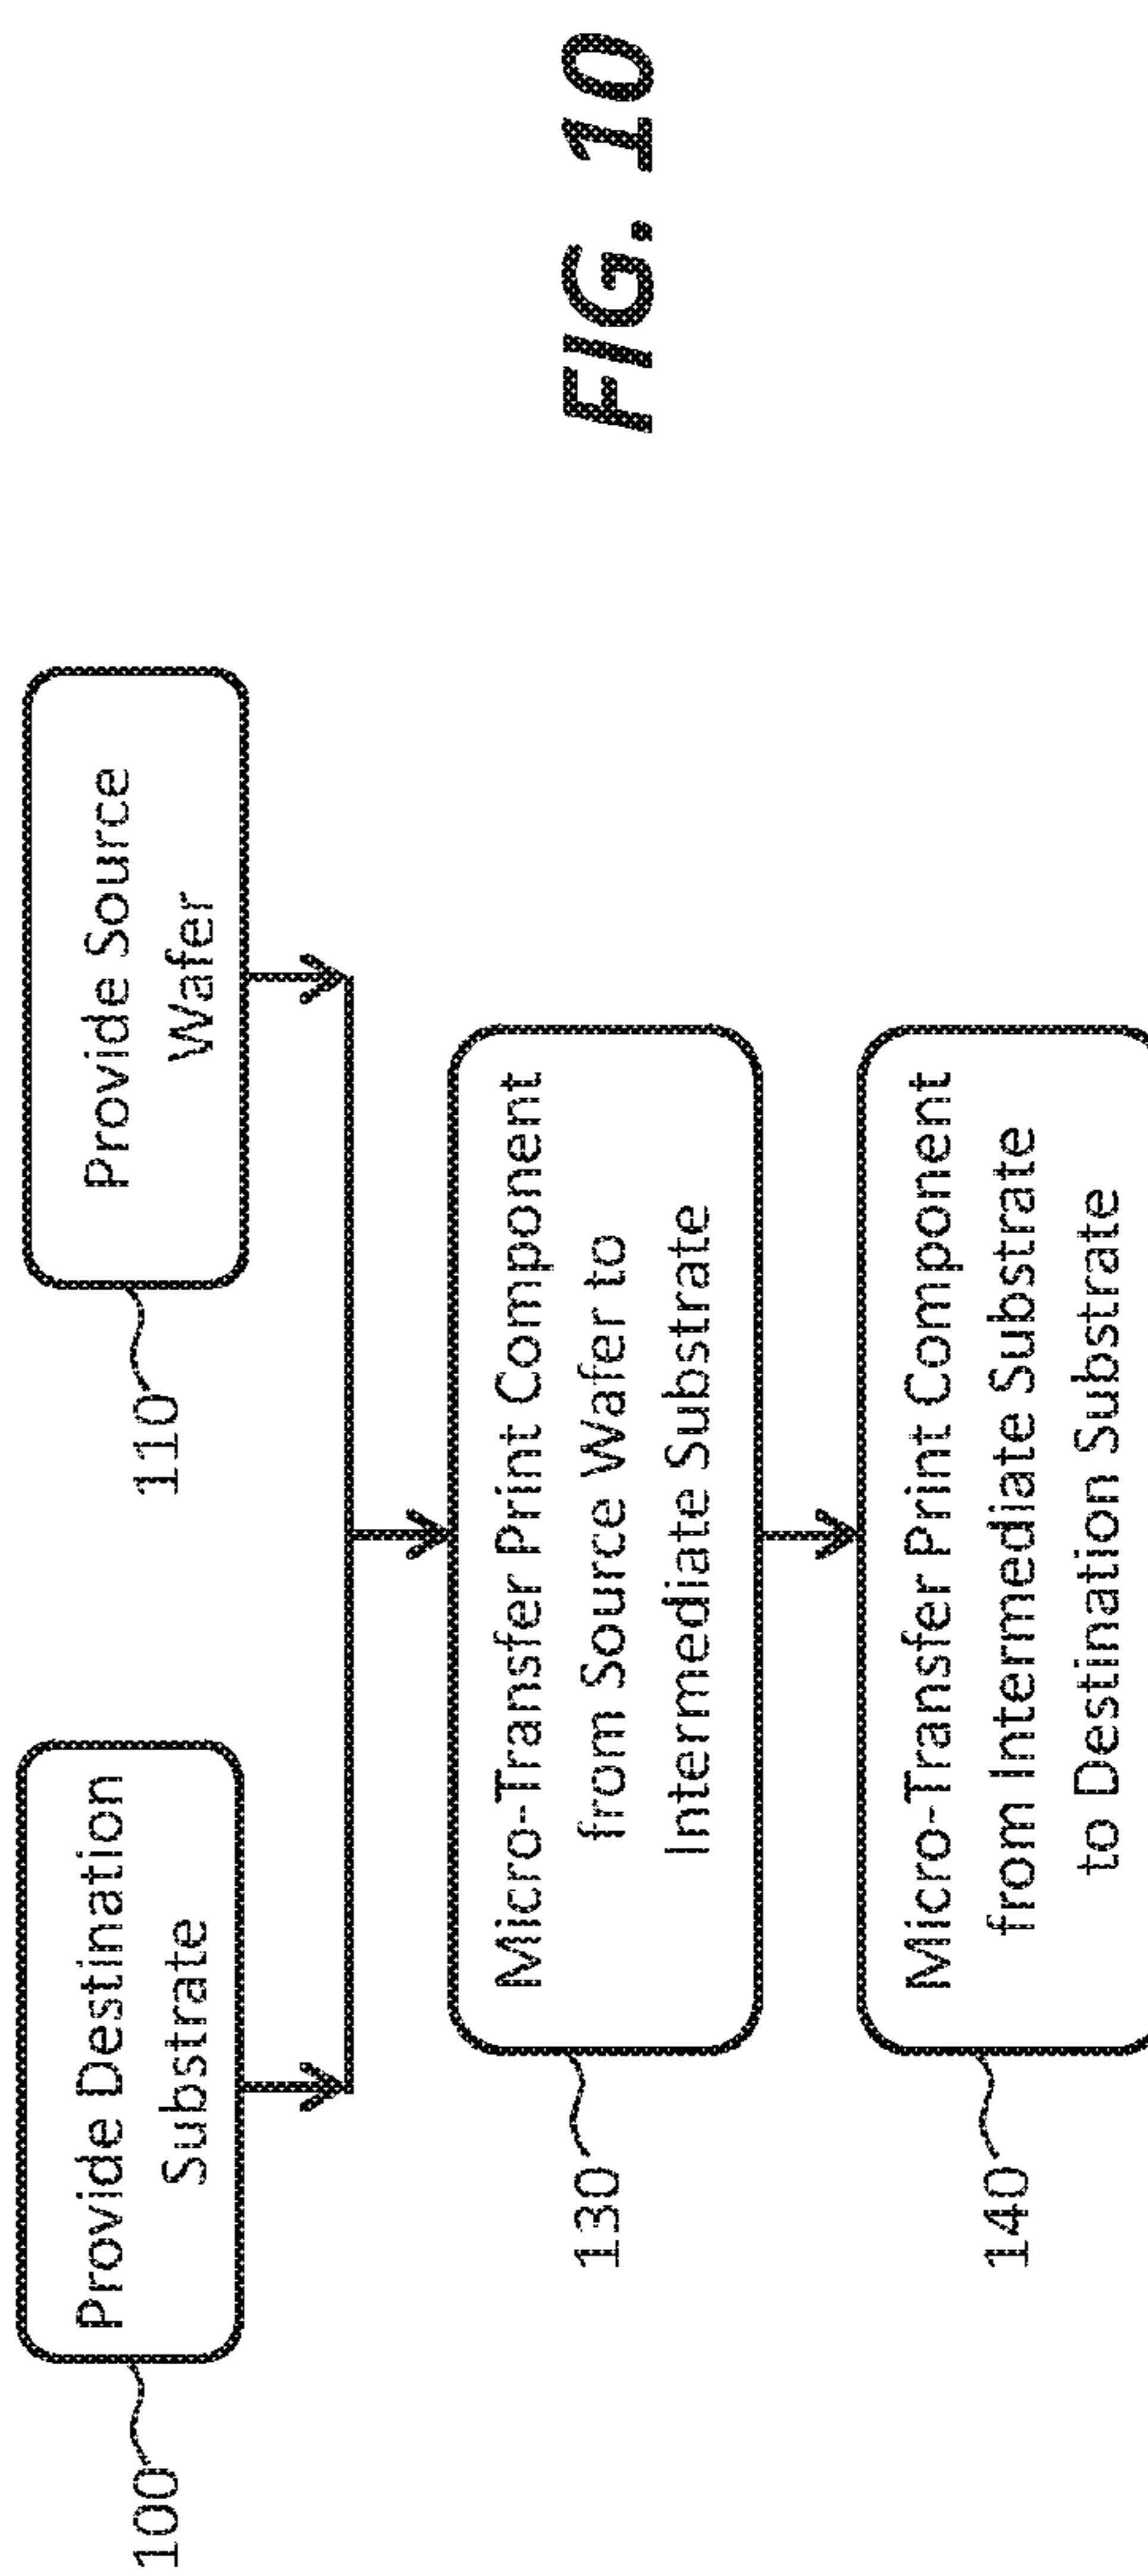 100
Provide Destination
Substrate
110
Provide Source
Wafer
130
Micro-Transfer Print Component
from Source Wafer to
Intermediate Substrate
140
Micro-Transfer Print Component
from Intermediate Substrate
to Destination Substrate
FIG. 10